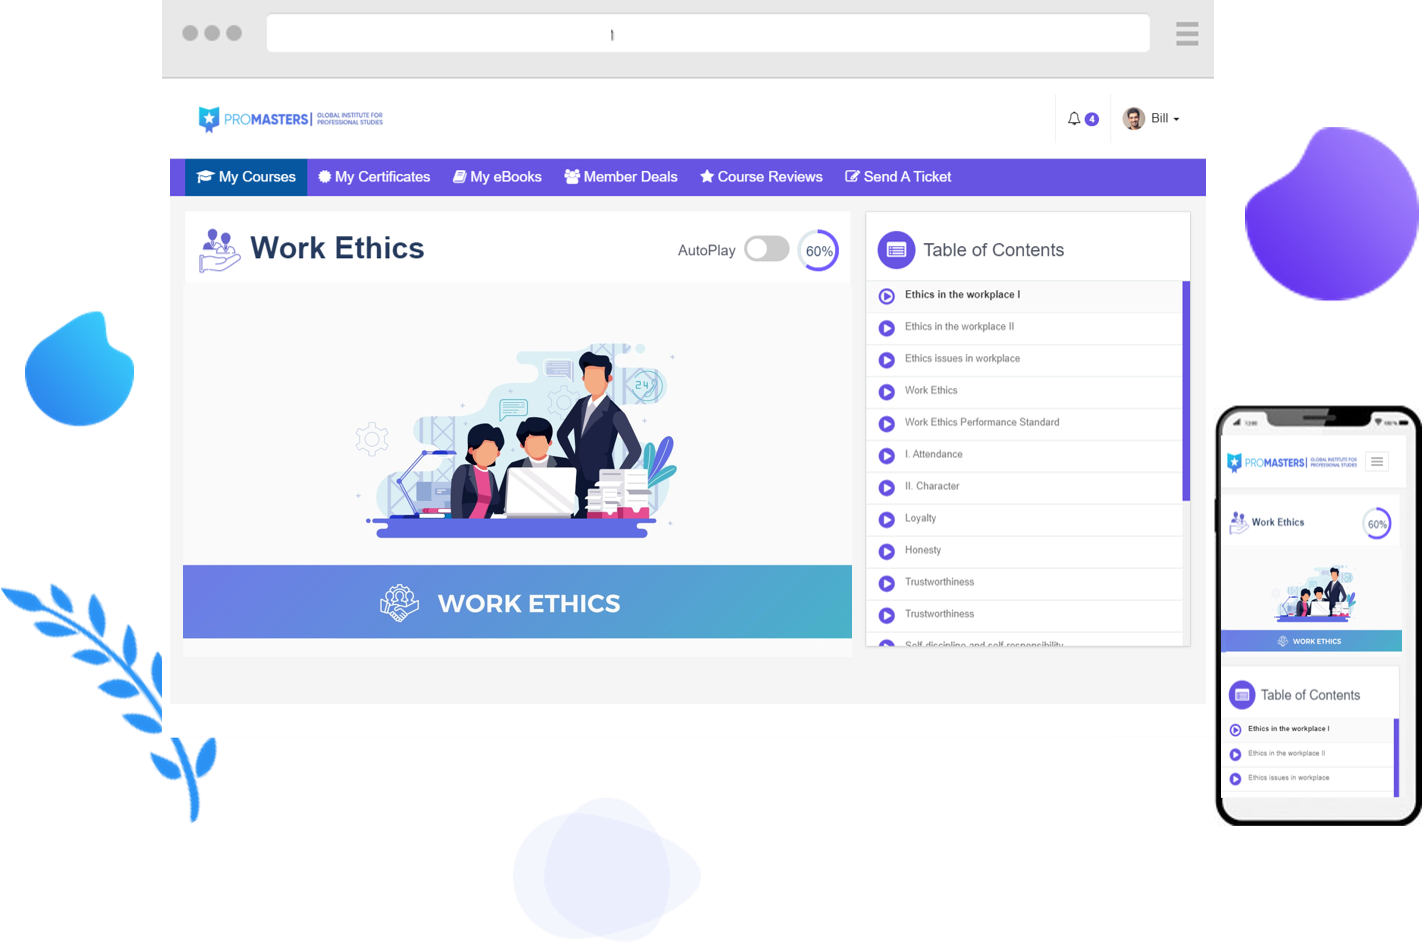 PROMASTERS | GLOBAL INSTITUTE FOR
PROFESSIONAL STUDIES
4
Bill
My Courses
My Certificates
My eBooks
Member Deals
Course Reviews
Send A Ticket
Work Ethics
AutoPlay
60%
24
WORK ETHICS
Table of Contents
Ethics in the workplace I
Ethics in the workplace II
Ethics issues in workplace
Work Ethics
Work Ethics Performance Standard
I. Attendance
II. Character
Loyalty
Honesty
Trustworthiness
Trustworthiness
Self discipline and self responsibility
12:00
100%
PROMASTERS | GLOBAL INSTITUTE FOR
PROFESSIONAL STUDIES
Work Ethics
60%
WORK ETHICS
Table of Contents
Ethics in the workplace I
Ethics in the workplace II
Ethics issues in workplace